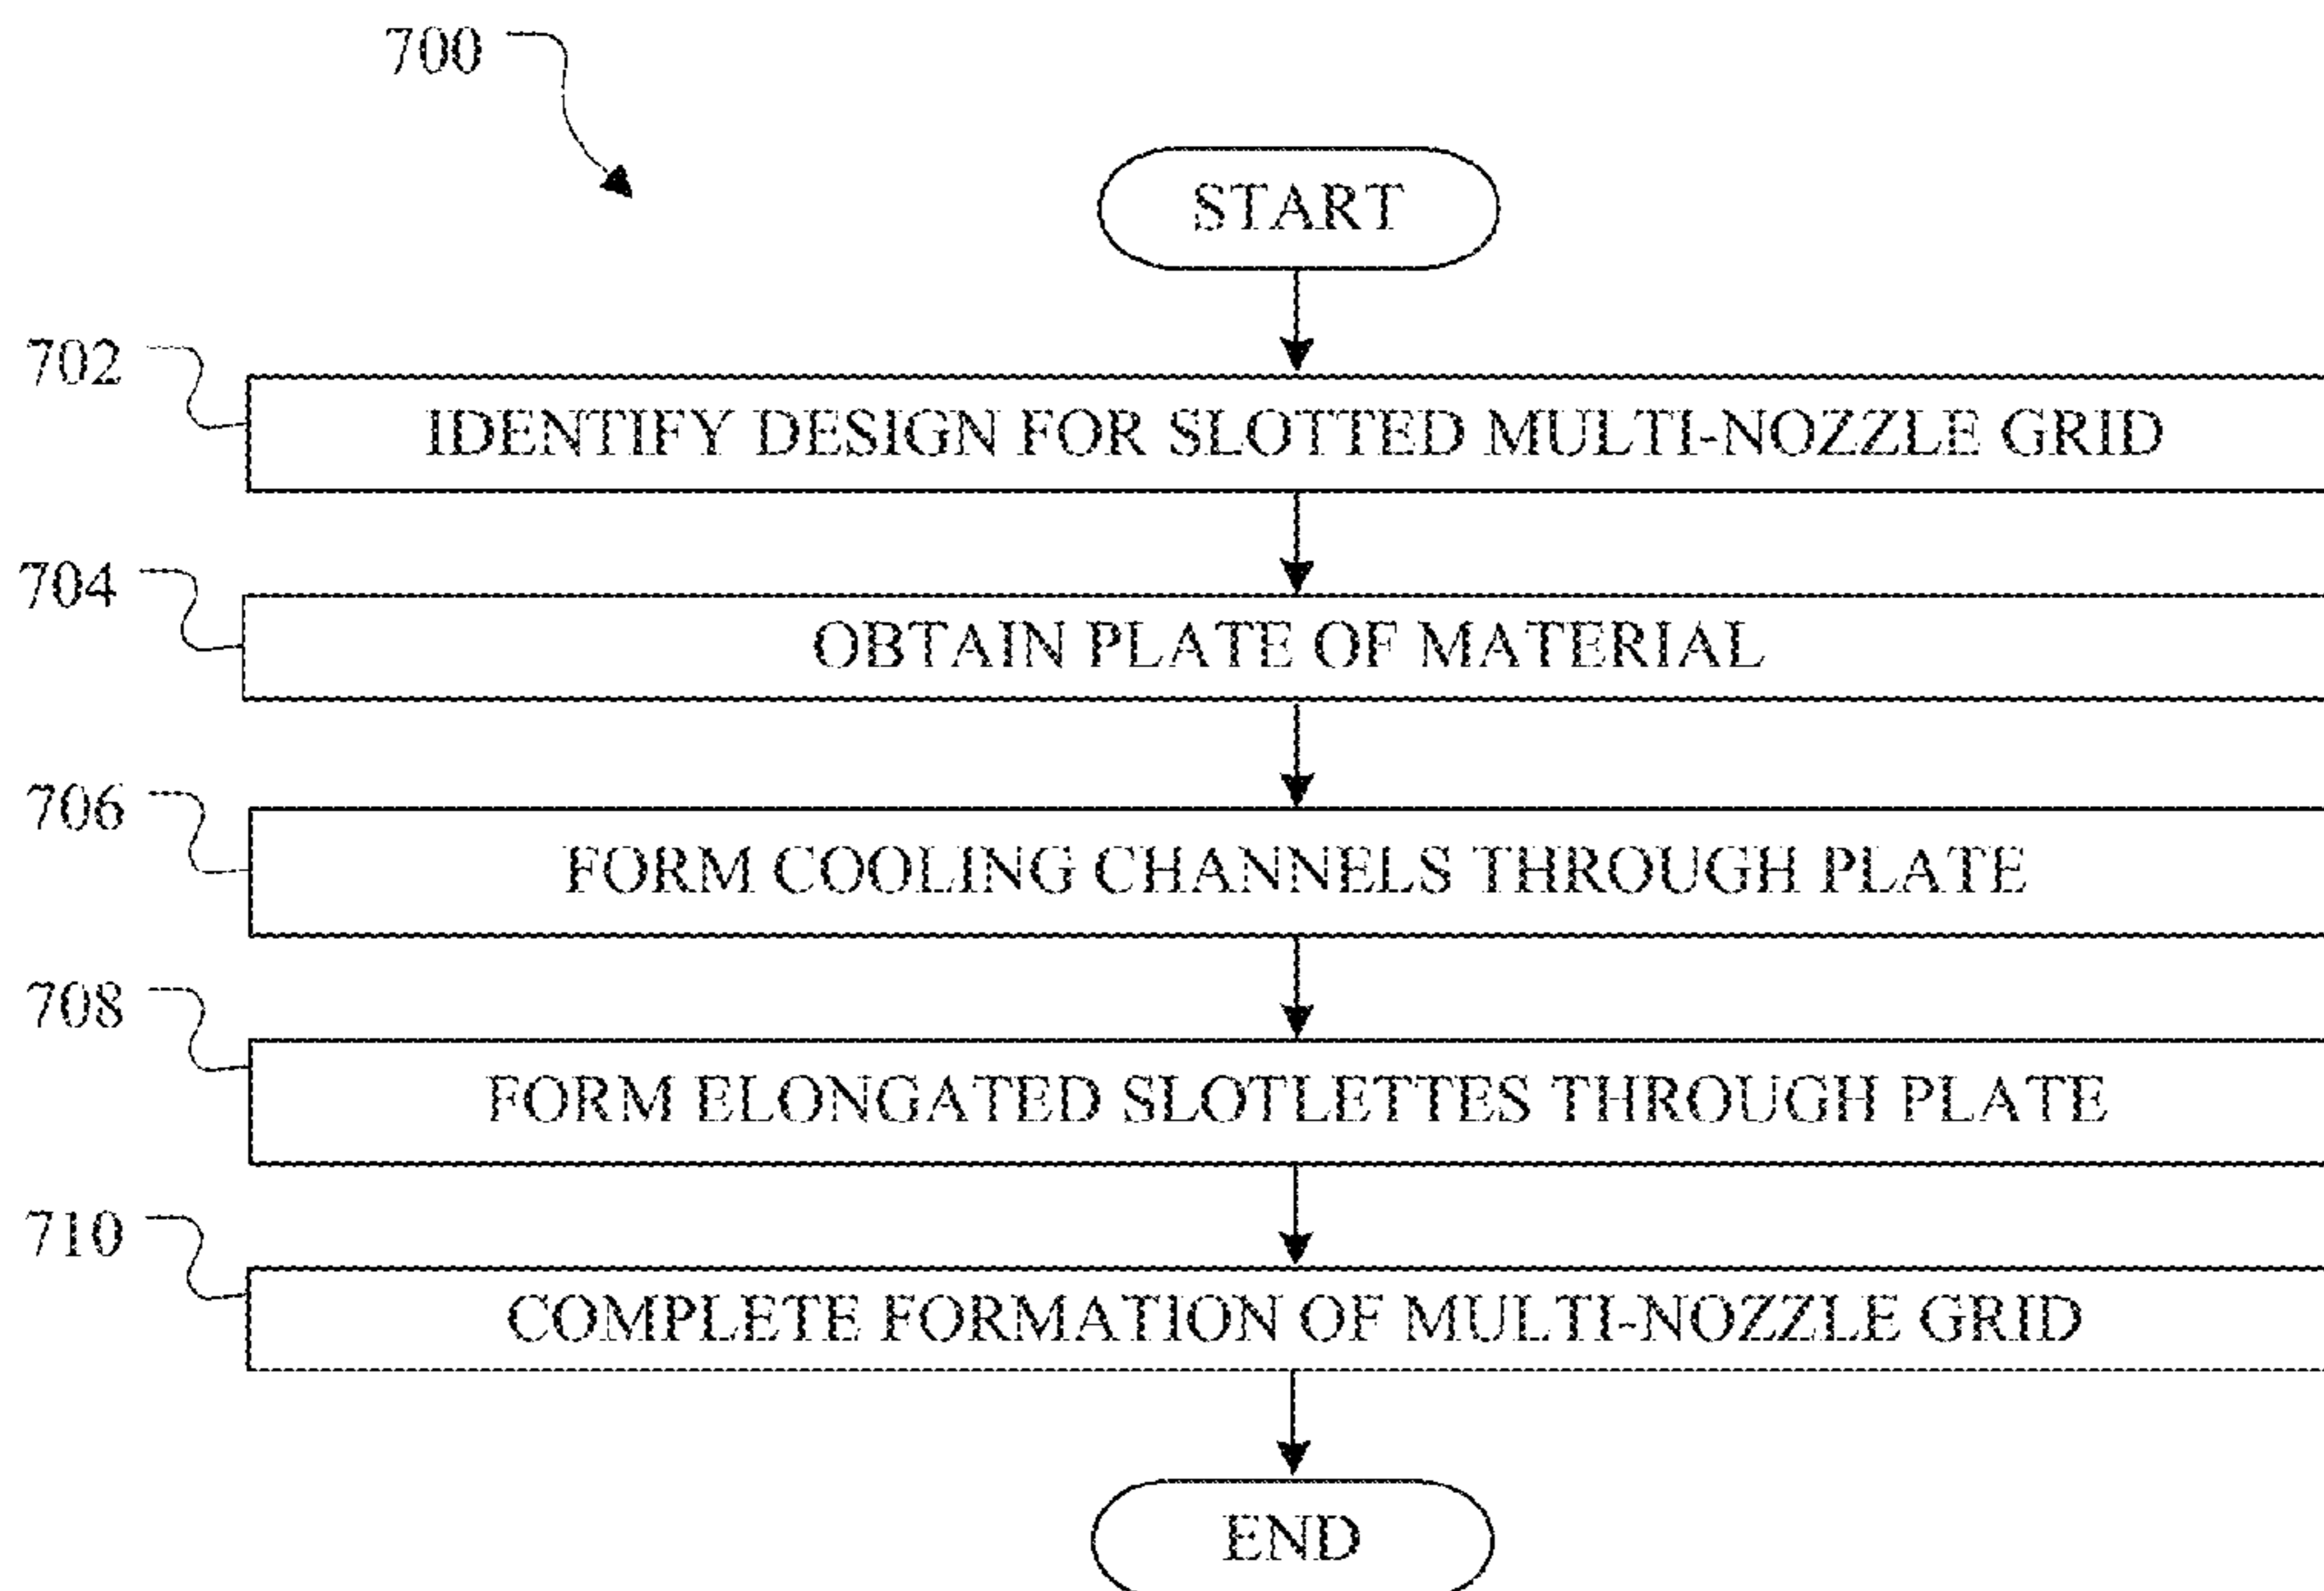 700
START
702
IDENTIFY DESIGN FOR SLOTTED MULTI-NOZZLE GRID
704
OBTAIN PLATE OF MATERIAL
706
FORM COOLING CHANNELS THROUGH PLATE
708
FORM ELONGATED SLOTLETTES THROUGH PLATE
710
COMPLETE FORMATION OF MULTI-NOZZLE GRID
END